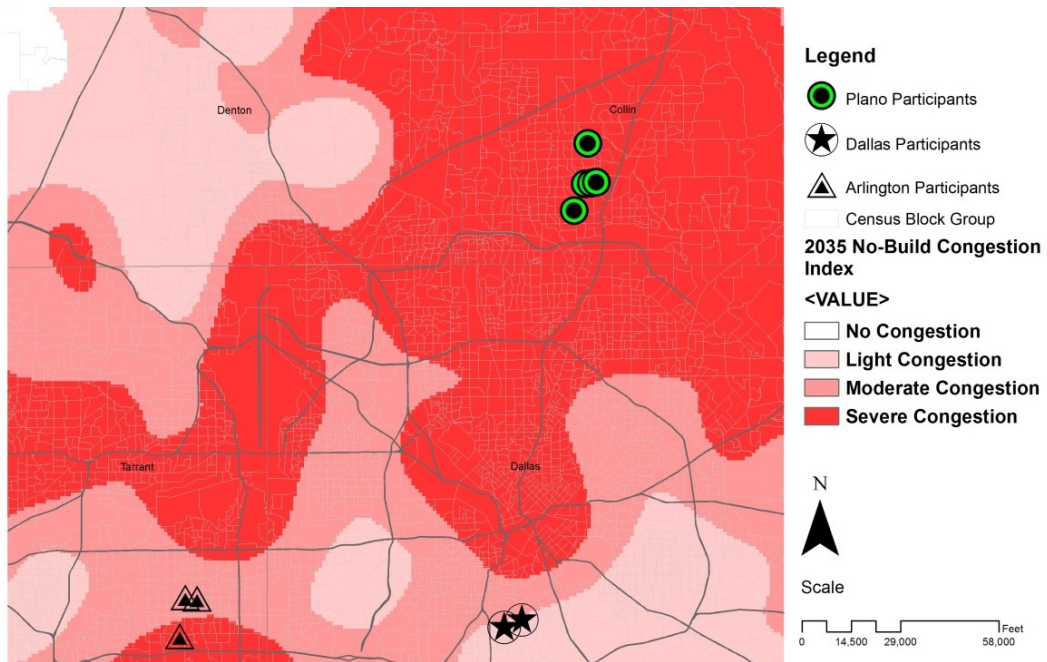 Denton
Collin
Tarrant
Dallas
Legend
Plano Participants
Dallas Participants
Arlington Participants
Census Block Group
2035 No-Build Congestion
Index
<VALUE>
No Congestion
Light Congestion
Moderate Congestion
Severe Congestion
N
Scale
Feet
0 14,500 29,000 58,000